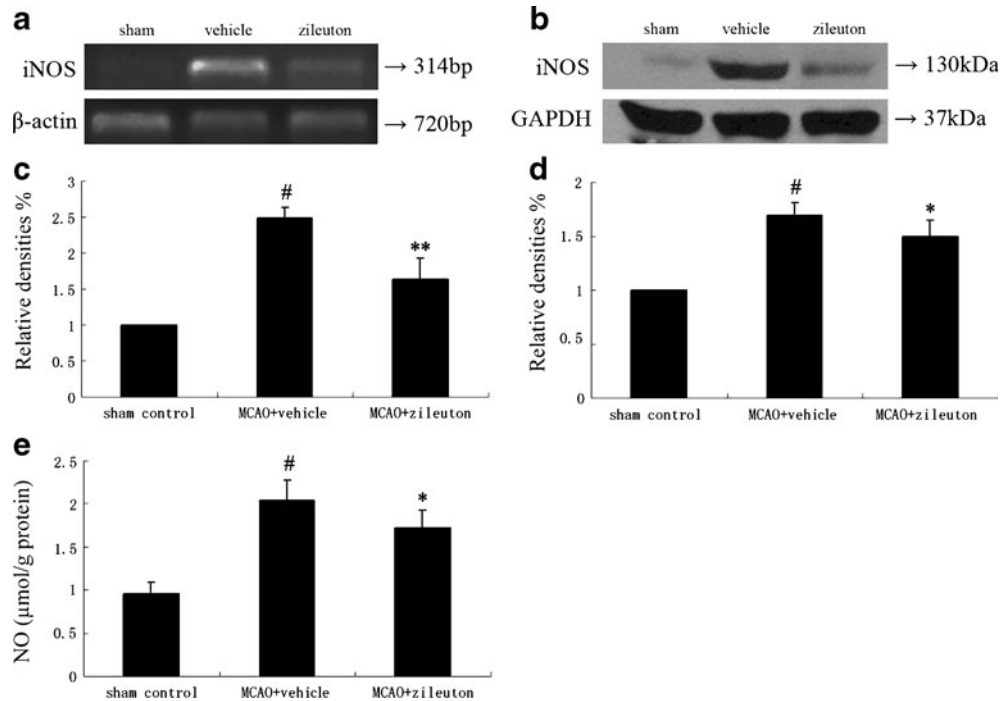 a
sham vehicle zileuton
iNOS → 314bp
β-actin → 720bp
b
sham vehicle zileuton
iNOS → 130kDa
GAPDH → 37kDa
c
Relative densities %
3
2.5
2
1.5
1
0.5
0
#
**
sham control MCAO+vehicle MCAO+zileuton
d
Relative densities %
2
1.5
1
0.5
0
#
*
sham control MCAO+vehicle MCAO+zileuton
e
NO (μmol/g protein)
2.5
2
1.5
1
0.5
0
#
*
sham control MCAO+vehicle MCAO+zileuton